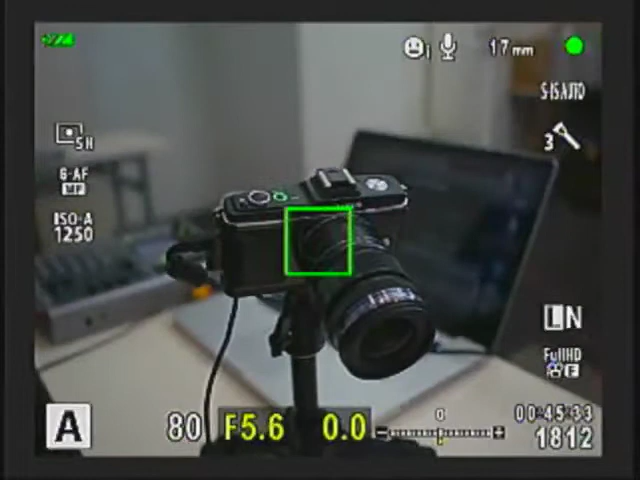 i 17mm
S-IS AUTO
SH
3
S-AF
MF
ISO-A
1250
LN
FullHD
F
A 80 F5.6 0.0 0 00:45:33
1812